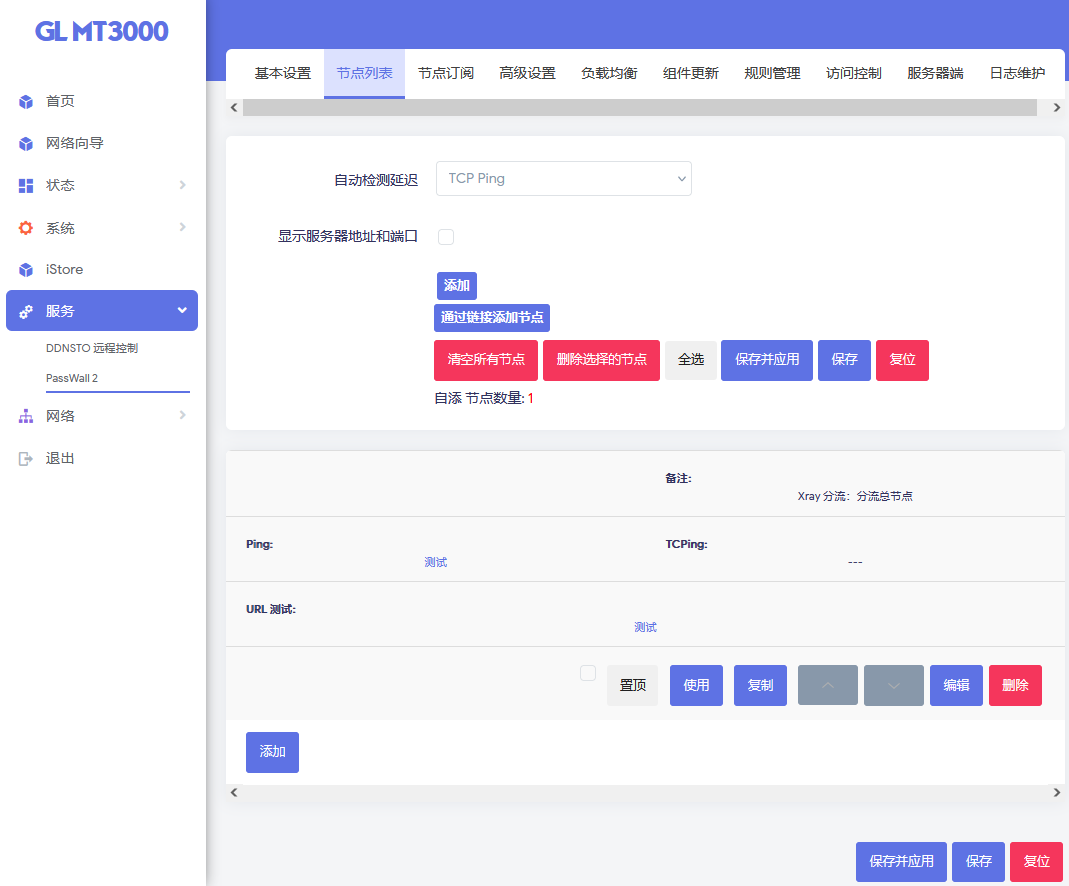 GL MT3000
首页
网络向导
状态
系统
iStore
服务
DDNSTO 远程控制
PassWall 2
网络
退出
基本设置 节点列表 节点订阅 高级设置 负载均衡 组件更新 规则管理 访问控制 服务器端 日志维护
自动检测延迟 TCP Ping
显示服务器地址和端口
添加
通过链接添加节点
清空所有节点 删除选择的节点 全选 保存并应用 保存 复位
自添 节点数量: 1
备注:
Xray 分流：分流总节点
Ping: TCPing:
测试 ---
URL 测试:
测试
置顶 使用 复制 编辑 删除
添加
保存并应用 保存 复位